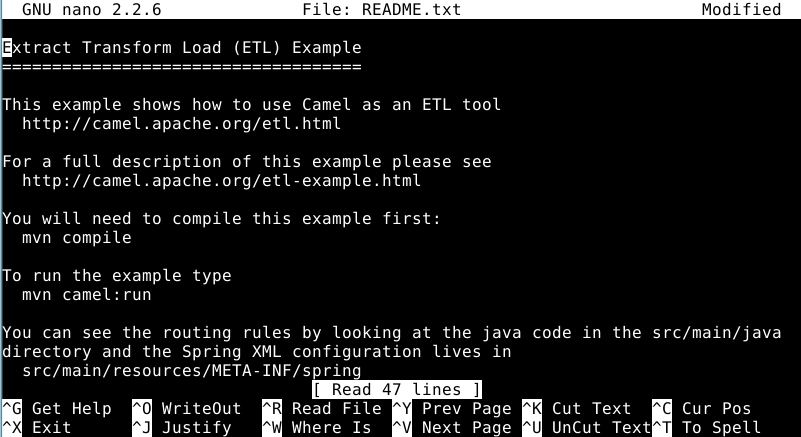 GNU nano 2.2.6 File: README.txt Modified
Extract Transform Load (ETL) Example
====================================
This example shows how to use Camel as an ETL tool
http://camel.apache.org/etl.html
For a full description of this example please see
http://camel.apache.org/etl-example.html
You will need to compile this example first:
mvn compile
To run the example type
mvn camel:run
You can see the routing rules by looking at the java code in the src/main/java
directory and the Spring XML configuration lives in
src/main/resources/META-INF/spring
[ Read 47 lines ]
^G Get Help ^O WriteOut ^R Read File ^Y Prev Page ^K Cut Text ^C Cur Pos
^X Exit ^J Justify ^W Where Is ^V Next Page ^U UnCut Text ^T To Spell